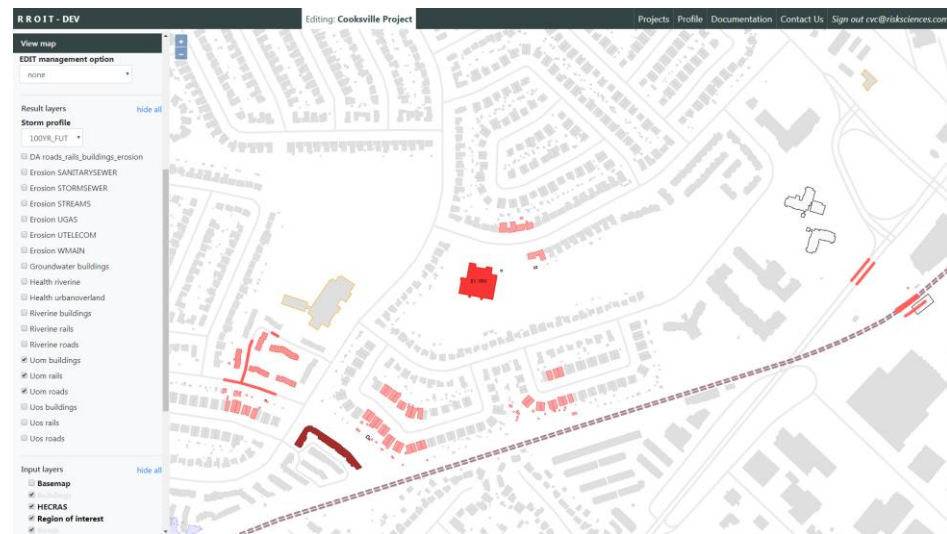 RROIT - DEV
Editing: Cooksville Project
Projects Profile Documentation Contact Us Sign out cvc@risksciences.com
View map
EDIT management option
none
+
−
Result layers hide all
Storm profile
100YR_FUT
DA roads_rails_buildings_erosion
Erosion SANITARYSEWER
Erosion STORMSEWER
Erosion STREAMS
Erosion UGAS
Erosion UTELECOM
Erosion WMAIN
Groundwater buildings
Health riverine
Health urbanoverland
Riverine buildings
Riverine rails
Riverine roads
Uom buildings
Uom rails
Uom roads
Uos buildings
Uos rails
Uos roads
Input layers hide all
Basemap
Buildings
HECRAS
Region of interest
Roads